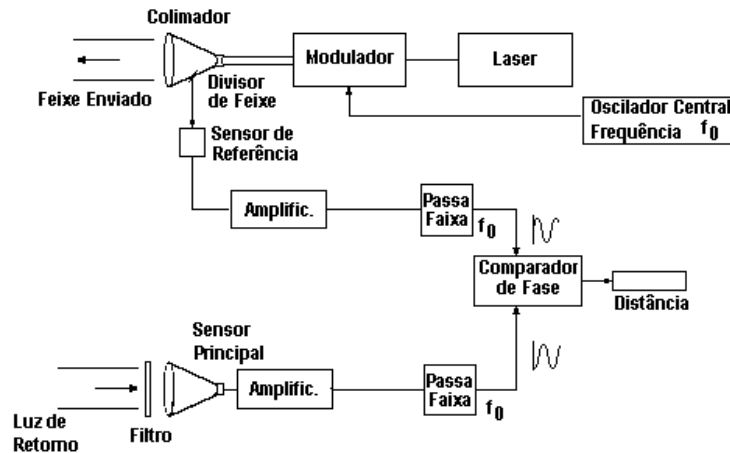 Colimador
Modulador
Laser
Feixe Enviado
Divisor
de Feixe
Oscilador Central
Frequência f0
Sensor de
Referência
Amplific.
Passa
Faixa
f0
Comparador
de Fase
Distância
Sensor
Principal
Amplific.
Passa
Faixa
f0
Luz de
Retorno
Filtro